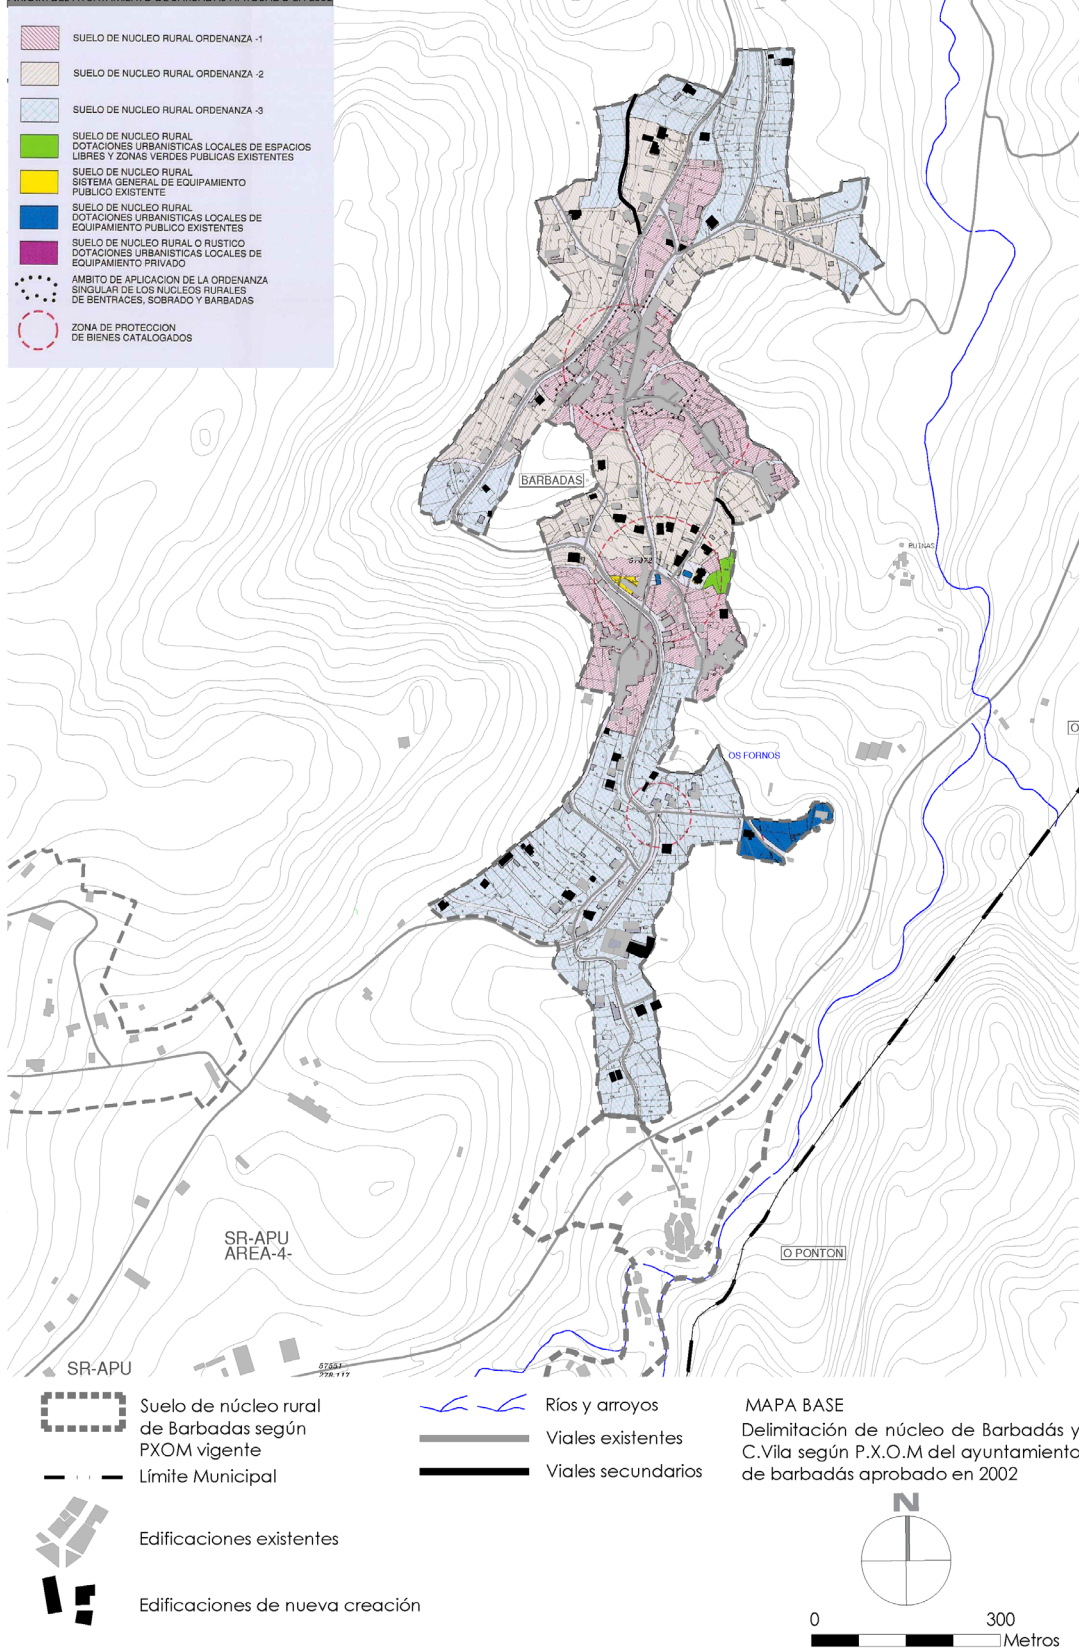 SUELO DE NUCLEO RURAL ORDENANZA -1
SUELO DE NUCLEO RURAL ORDENANZA -2
SUELO DE NUCLEO RURAL ORDENANZA -3
SUELO DE NUCLEO RURAL
DOTACIONES URBANISTICAS LOCALES DE ESPACIOS
LIBRES Y ZONAS VERDES PUBLICAS EXISTENTES
SUELO DE NUCLEO RURAL
SISTEMA GENERAL DE EQUIPAMIENTO
PUBLICO EXISTENTE
SUELO DE NUCLEO RURAL
DOTACIONES URBANISTICAS LOCALES DE
EQUIPAMIENTO PUBLICO EXISTENTES
SUELO DE NUCLEO RURAL O RUSTICO
DOTACIONES URBANISTICAS LOCALES DE
EQUIPAMIENTO PRIVADO
AMBITO DE APLICACION DE LA ORDENANZA
SINGULAR DE LOS NUCLEOS RURALES
DE BENTRACES, SOBRADO Y BARBADAS
ZONA DE PROTECCION
DE BIENES CATALOGADOS
BARBADAS
RUINAS
OS FORNOS
O
SR-APU
AREA-4-
O PONTON
SR-APU
Suelo de núcleo rural
de Barbadas según
PXOM vigente
Límite Municipal
Edificaciones existentes
Edificaciones de nueva creación
Ríos y arroyos
Viales existentes
Viales secundarios
MAPA BASE
Delimitación de núcleo de Barbadás y
C.Vila según P.X.O.M del ayuntamiento
de barbadás aprobado en 2002
N
0 300
Metros